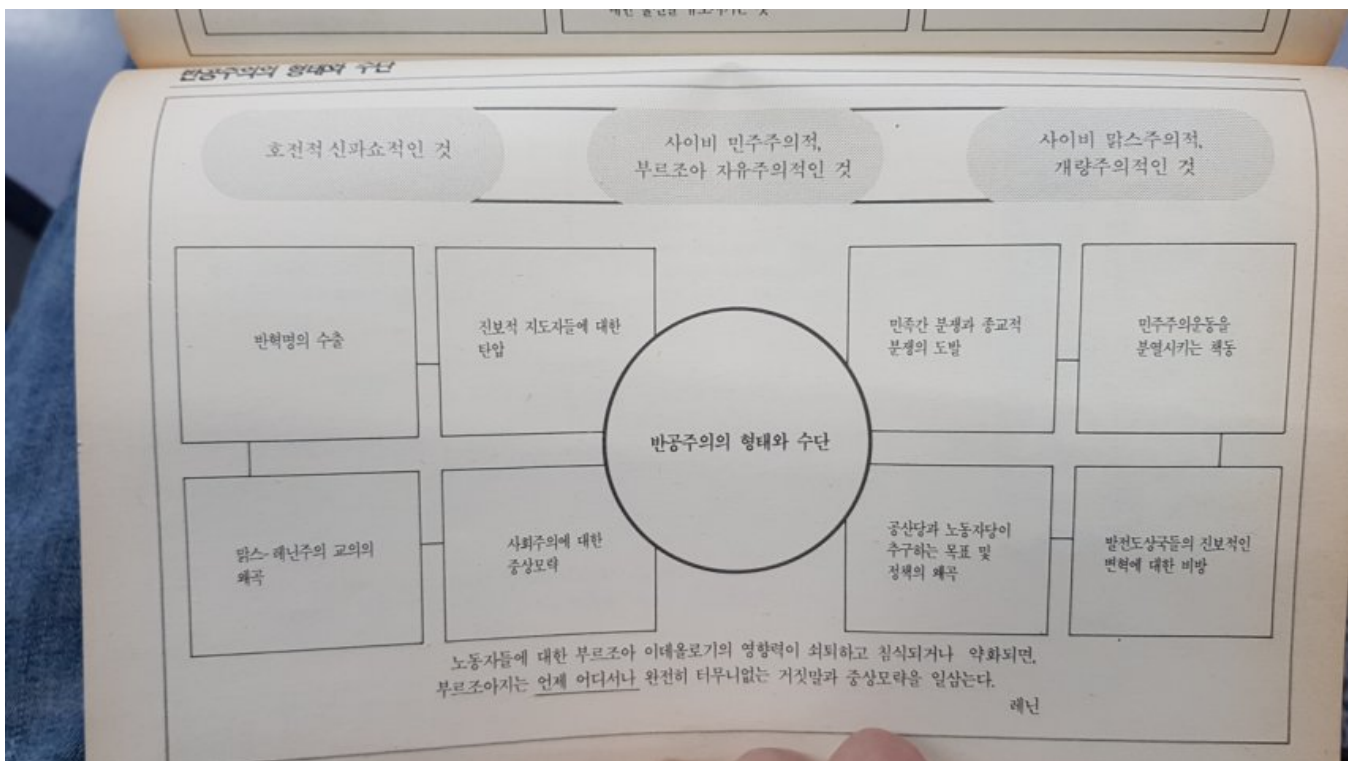 반공주의의 형태와 수단
호전적 신파쇼적인 것
사이비 민주주의적,
부르조아 자유주의적인 것
사이비 맑스주의적,
개량주의적인 것
반혁명의 수출
진보적 지도자들에 대한
탄압
민족간 분쟁과 종교적
분쟁의 도발
민주주의운동을
분열시키는 책동
반공주의의 형태와 수단
맑스-레닌주의 교의의
왜곡
사회주의에 대한
중상모략
공산당과 노동자당이
추구하는 목표 및
정책의 왜곡
발전도상국들의 진보적인
변혁에 대한 비방
노동자들에 대한 부르조아 이데올로기의 영향력이 쇠퇴하고 침식되거나 약화되면,
부르조아지는 언제 어디서나 완전히 터무니없는 거짓말과 중상모략을 일삼는다.
레닌